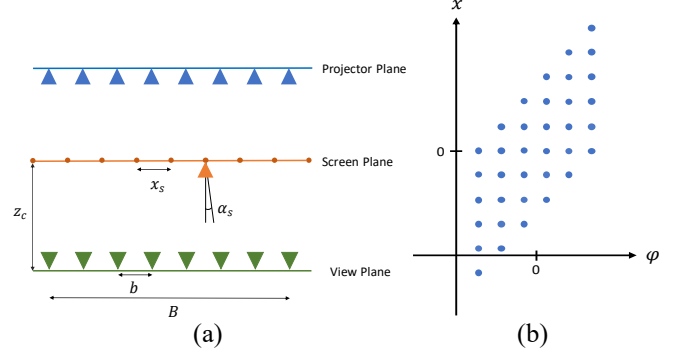 x
Projector Plane
0
Screen Plane
x_s
α_s
z_c
View Plane
b
B
0
φ
(a)
(b)